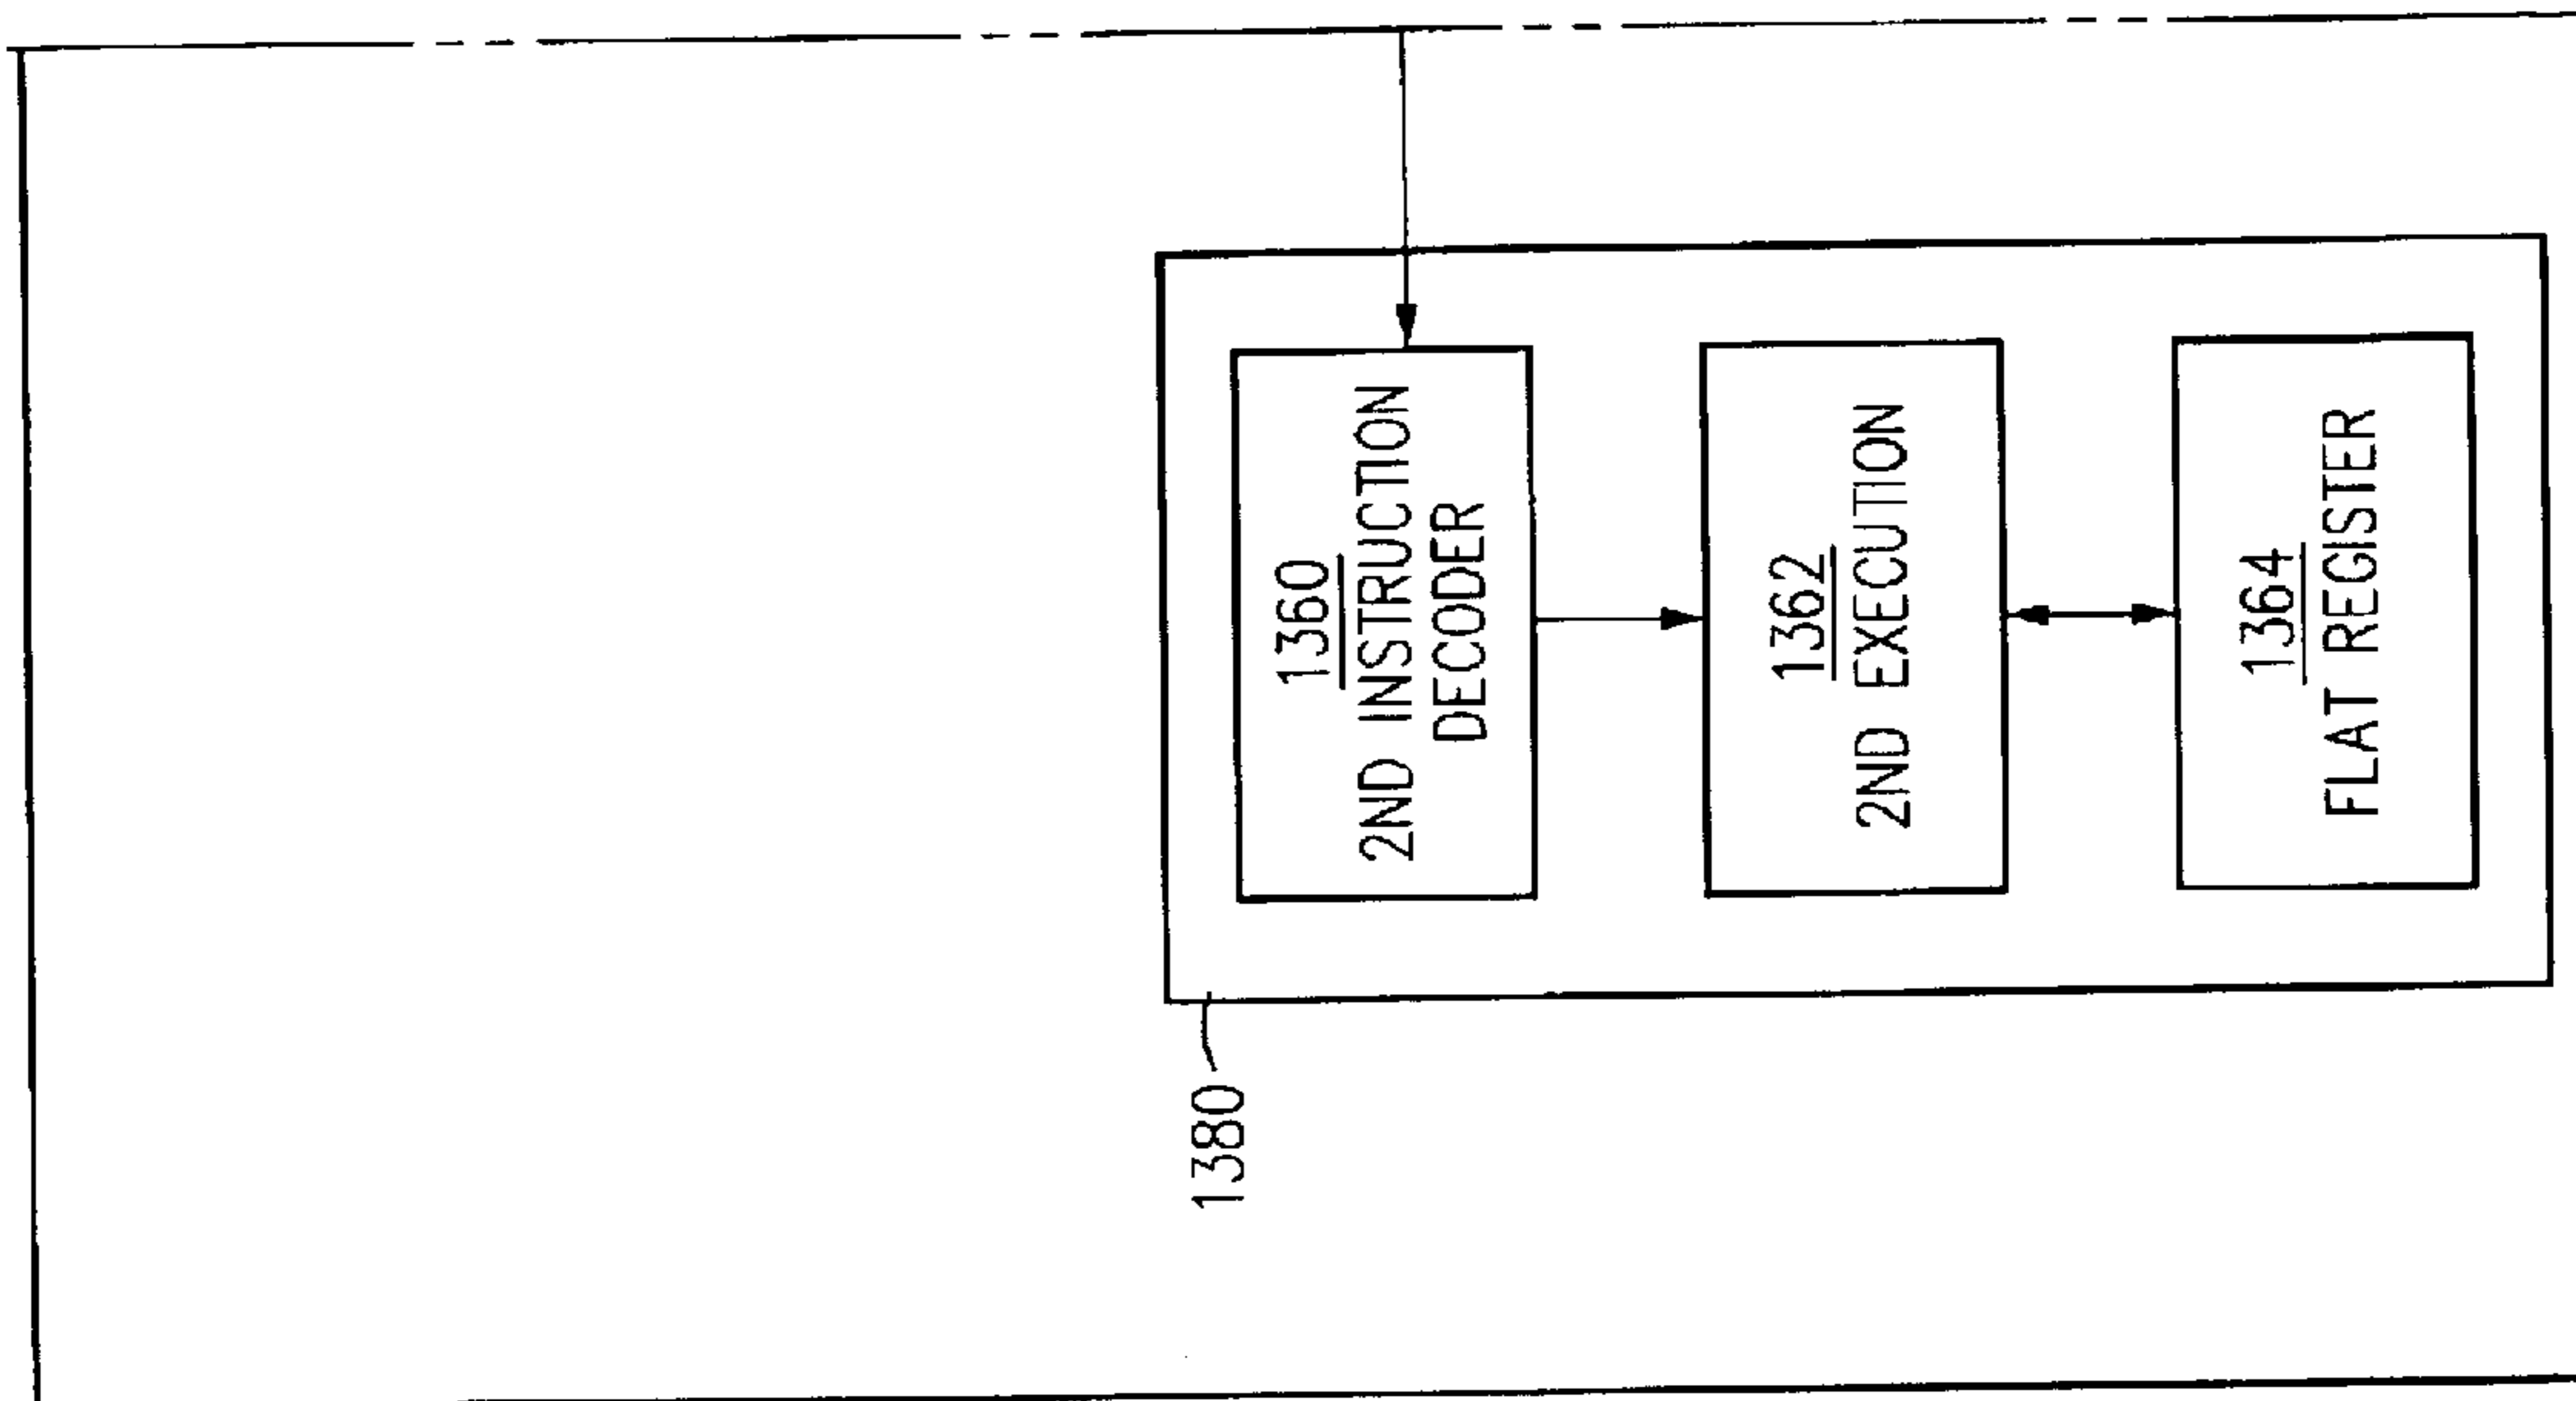 1360
2ND INSTRUCTION
DECODER
1362
2ND EXECUTION
1364
FLAT REGISTER
1380